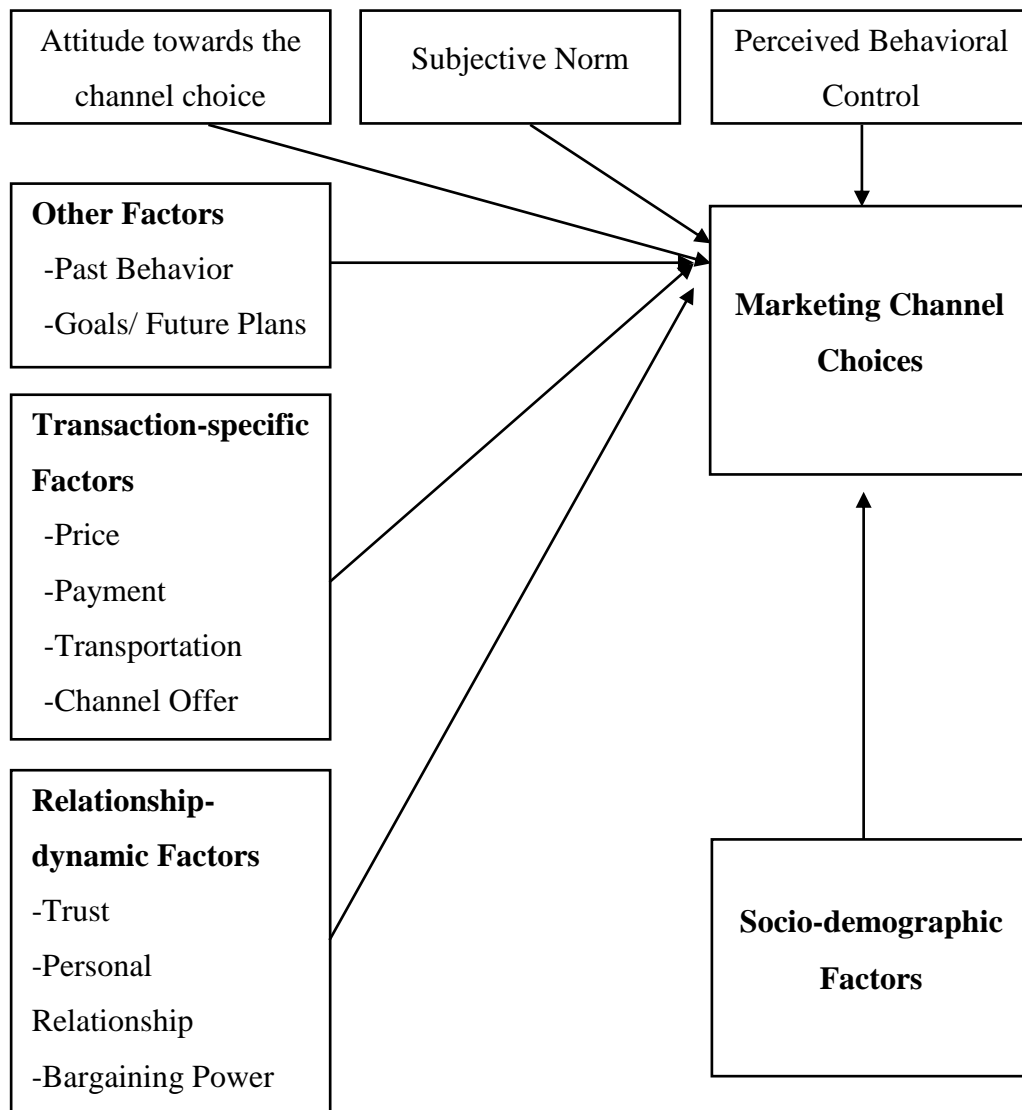 Attitude towards the
channel choice
Subjective Norm
Perceived Behavioral
Control
Other Factors
-Past Behavior
-Goals/ Future Plans
Marketing Channel
Choices
Transaction-specific
Factors
-Price
-Payment
-Transportation
-Channel Offer
Relationship-
dynamic Factors
-Trust
-Personal
Relationship
-Bargaining Power
Socio-demographic
Factors